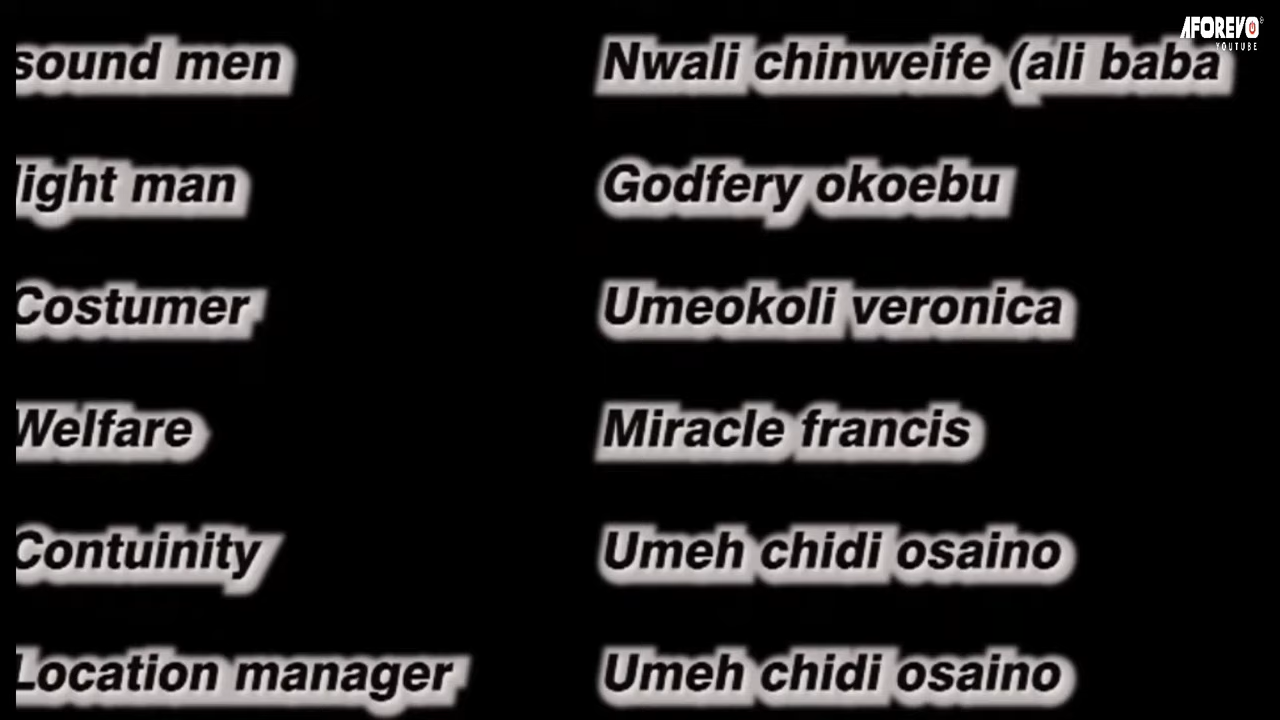 AFOREVO
YOUTUBE
sound men Nwali chinweife (ali baba
light man Godfery okoebu
Costumer Umeokoli veronica
Welfare Miracle francis
Contuinity Umeh chidi osaino
Location manager Umeh chidi osaino